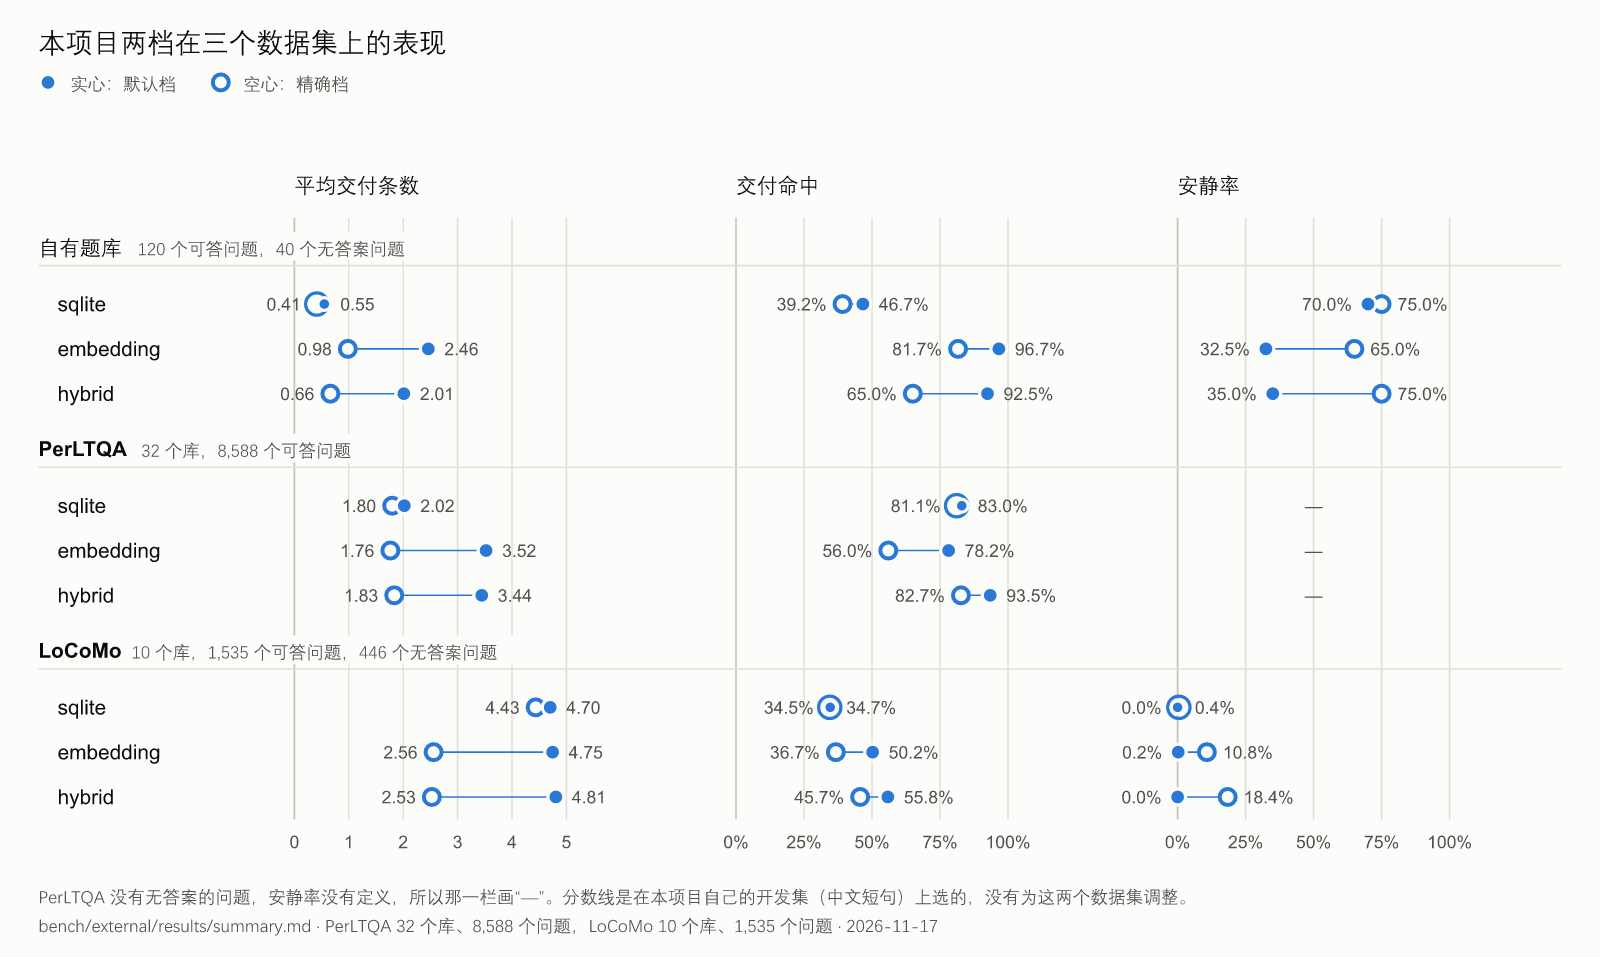 本项目两档在三个数据集上的表现
实心：默认档 空心：精确档
平均交付条数 交付命中 安静率
自有题库 120 个可答问题，40 个无答案问题
sqlite 0.41 0.55 39.2% 46.7% 70.0% 75.0%
embedding 0.98 2.46 81.7% 96.7% 32.5% 65.0%
hybrid 0.66 2.01 65.0% 92.5% 35.0% 75.0%
PerLTQA 32 个库，8,588 个可答问题
sqlite 1.80 2.02 81.1% 83.0% —
embedding 1.76 3.52 56.0% 78.2% —
hybrid 1.83 3.44 82.7% 93.5% —
LoCoMo 10 个库，1,535 个可答问题，446 个无答案问题
sqlite 4.43 4.70 34.5% 34.7% 0.0% 0.4%
embedding 2.56 4.75 36.7% 50.2% 0.2% 10.8%
hybrid 2.53 4.81 45.7% 55.8% 0.0% 18.4%
0 1 2 3 4 5 0% 25% 50% 75% 100% 0% 25% 50% 75% 100%
PerLTQA 没有无答案的问题，安静率没有定义，所以那一栏画“—”。分数线是在本项目自己的开发集（中文短句）上选的，没有为这两个数据集调整。
bench/external/results/summary.md · PerLTQA 32 个库、8,588 个问题，LoCoMo 10 个库、1,535 个问题 · 2026-11-17